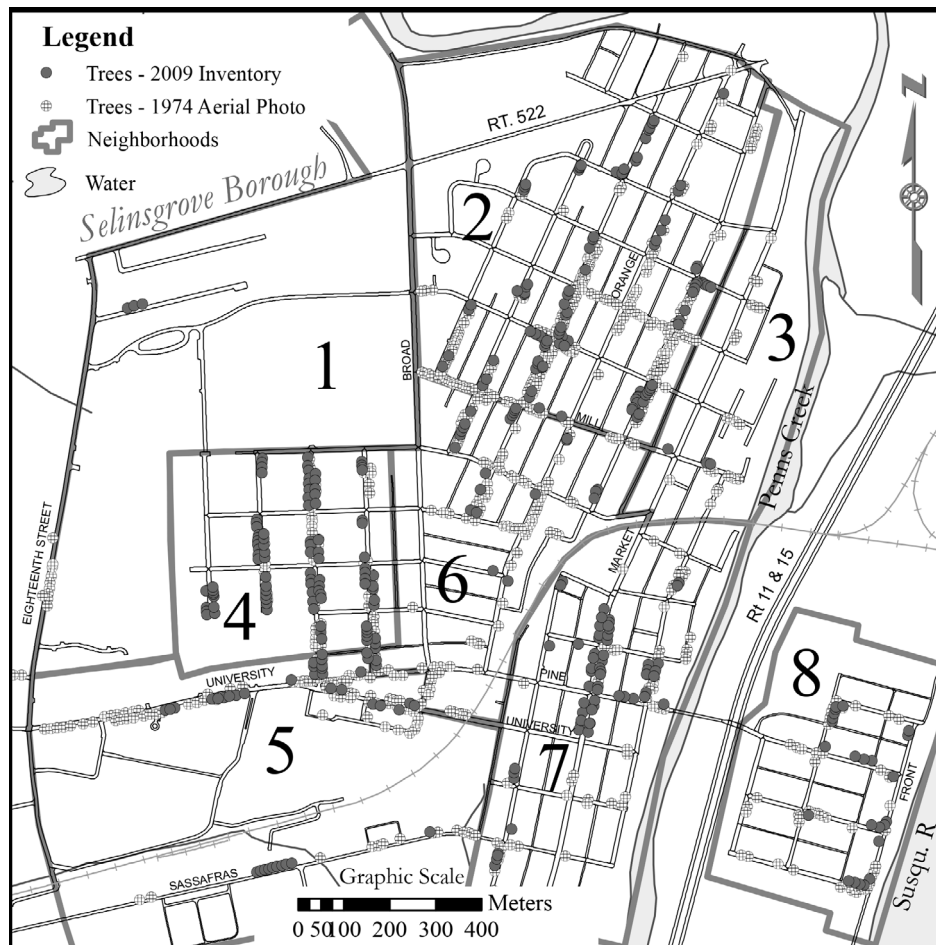 Legend
Trees - 2009 Inventory
Trees - 1974 Aerial Photo
Neighborhoods
Water
Selinsgrove Borough
RT. 522
N
2
ORANGE
3
1
BROAD
MILL
Penns Creek
EIGHTEENTH STREET
MARKET
Rt 11 & 15
6
4
8
UNIVERSITY
PINE
UNIVERSITY
5
7
FRONT
SASSAFRAS
Graphic Scale
Meters
0 50 100 200 300 400
Susqu. R